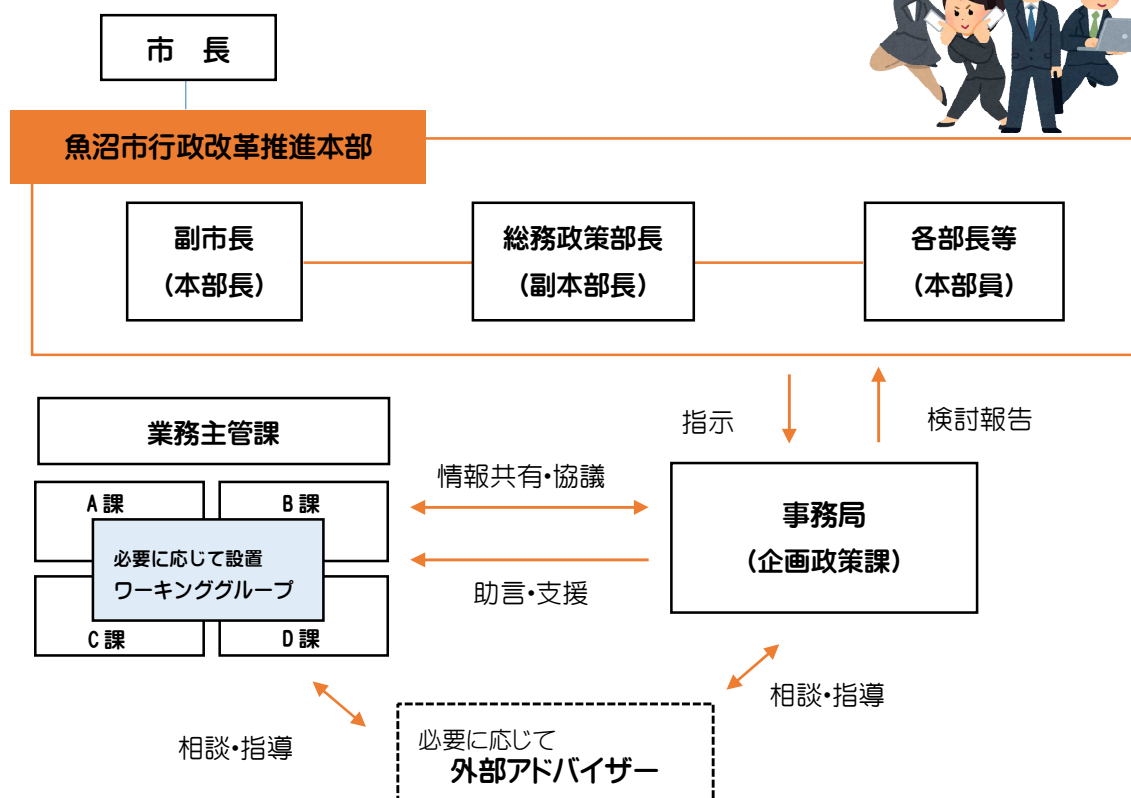 市 長
魚沼市行政改革推進本部
副市長
(本部長)
総務政策部長
(副本部長)
各部長等
(本部員)
指示
検討報告
業務主管課
A課
B課
必要に応じて設置
ワーキンググループ
C課
D課
情報共有・協議
助言・支援
事務局
(企画政策課)
相談・指導
相談・指導
必要に応じて
外部アドバイザー